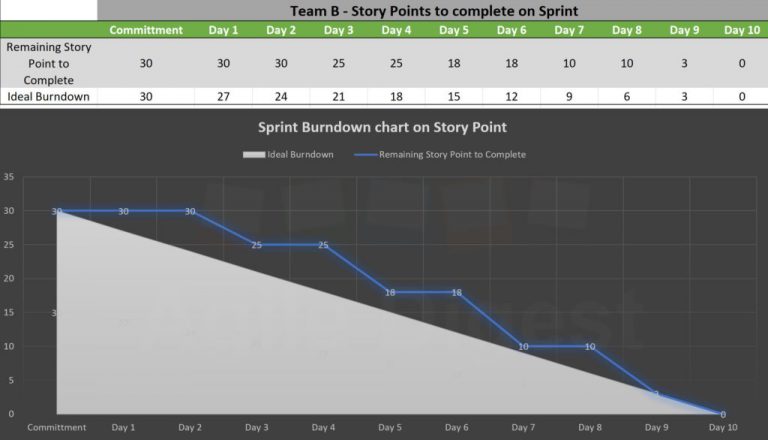 Team B - Story Points to complete on Sprint
Committment Day 1 Day 2 Day 3 Day 4 Day 5 Day 6 Day 7 Day 8 Day 9 Day 10
Remaining Story
Point to
Complete
30 30 30 25 25 18 18 10 10 3 0
Ideal Burndown 30 27 24 21 18 15 12 9 6 3 0
Sprint Burndown chart on Story Point
Ideal Burndown Remaining Story Point to Complete
35
30
25
20
15
10
5
0
30 30 30
25 25
18 18
10 10
3
0
3
Agile Digest
Committment Day 1 Day 2 Day 3 Day 4 Day 5 Day 6 Day 7 Day 8 Day 9 Day 10